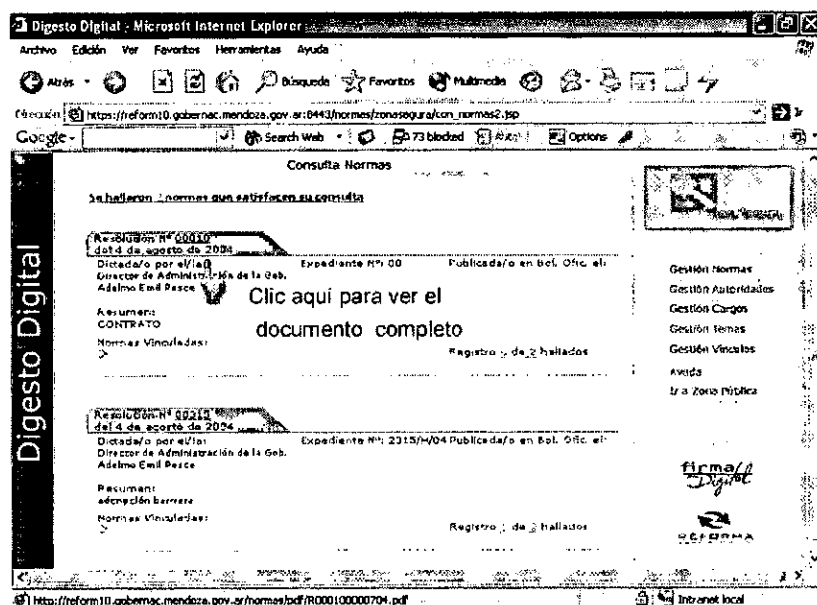 Digesto Digital - Microsoft Internet Explorer
Archivo Edición Ver Favoritos Herramientas Ayuda
Atrás Búsqueda Favoritos Multimedia
Dirección https://reform10.gobernac.mendoza.gov.ar:8443/normas/zonasegura/con_normas2.jsp Ir
Google Search Web 73 blocked Options
Consulta Normas
Se hallaron 2 normas que satisfacen su consulta
Digesto Digital
Resolución Nº 00010
del 4 de agosto de 2004
Dictada/o por el/la: Expediente Nº: 00 Publicada/o en Bol. Ofic. el:
Director de Administración de la Gob.
Adelmo Emil Pesce
Clic aquí para ver el
documento completo
Resumen:
CONTRATO
Normas Vinculadas:
Registro de 2 hallados
Resolución Nº
del 4 de agosto de 2004
Dictada/o por el/la: Expediente Nº: 2315/H/04 Publicada/o en Bol. Ofic. el:
Director de Administración de la Gob.
Adelmo Emil Pesce
Resumen:
adcnación barrera
Normas Vinculadas:
Registro de 2 hallados
Gestión Normas
Gestión Autoridades
Gestión Cargos
Gestión Temas
Gestión Vínculos
Ayuda
Ir a Zona Pública
firma
Digital
REFORMA
http://reform10.gobernac.mendoza.gov.ar/normas/pdf/R000100000704.pdf Intranet local